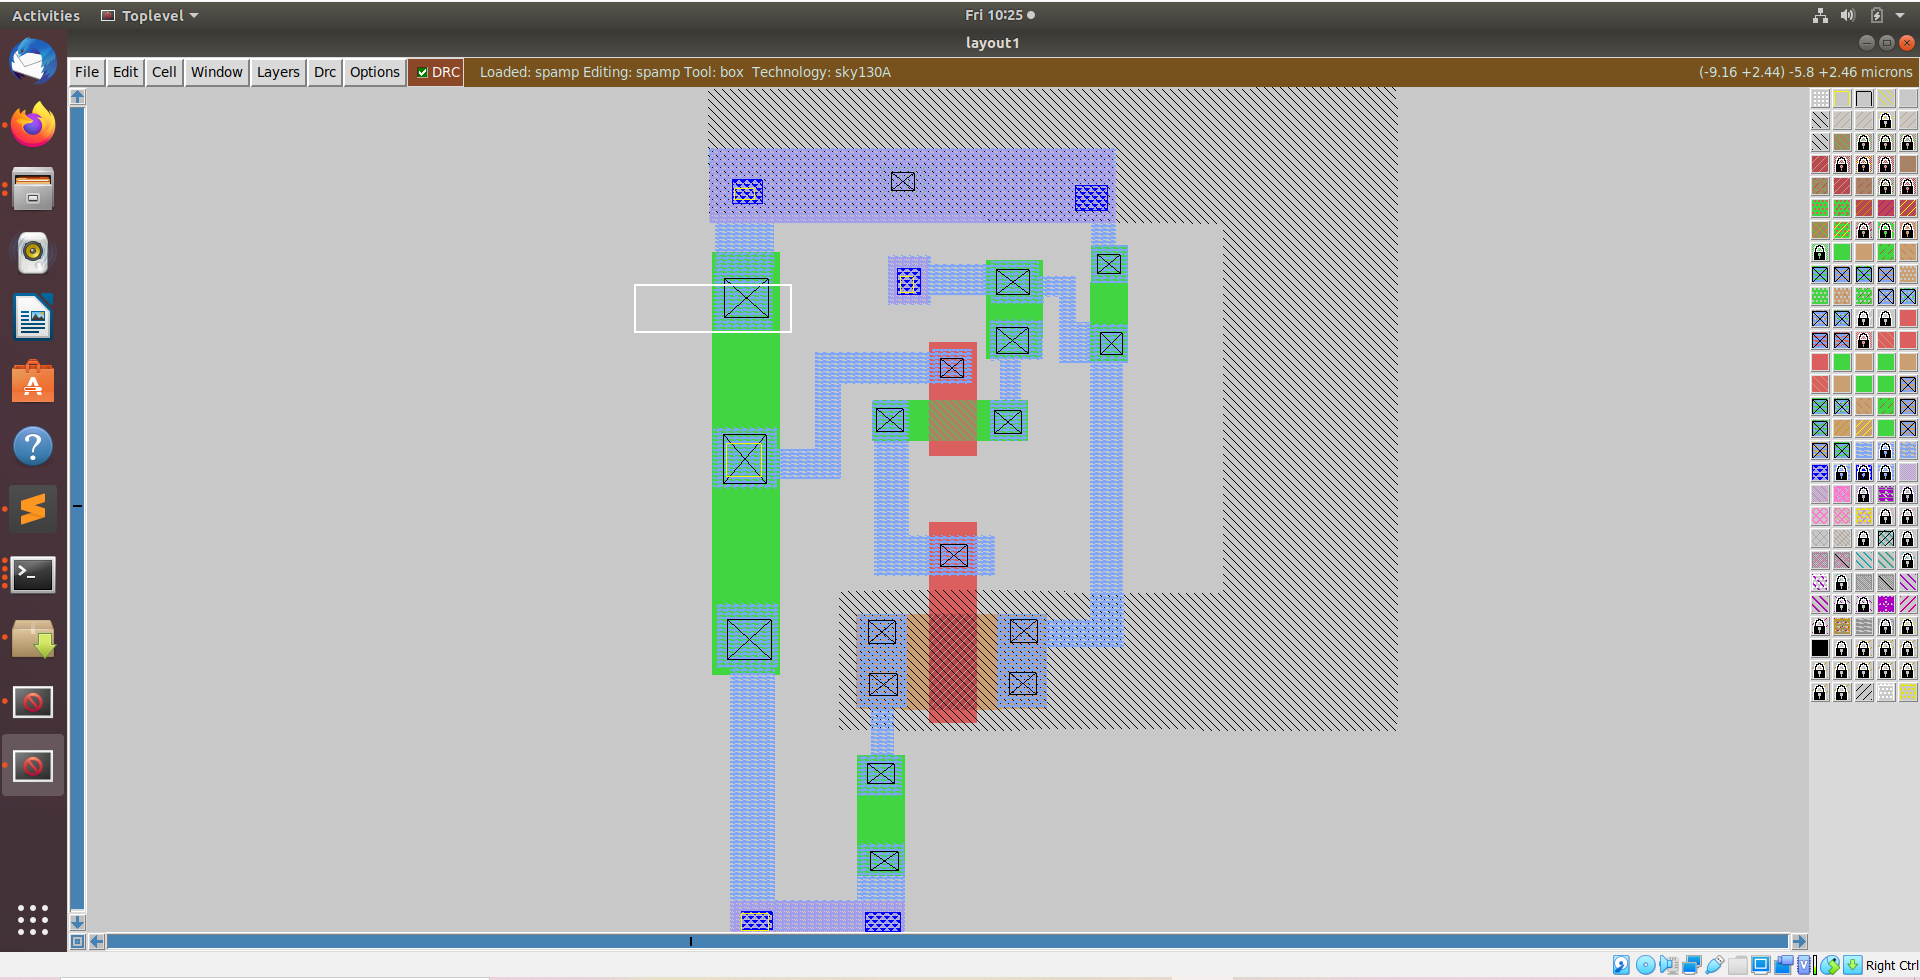 Activities Toplevel Fri 10:25
layout1
File Edit Cell Window Layers Drc Options DRC Loaded: spamp Editing: spamp Tool: box Technology: sky130A (-9.16 +2.44) -5.8 +2.46 microns
Right Ctrl